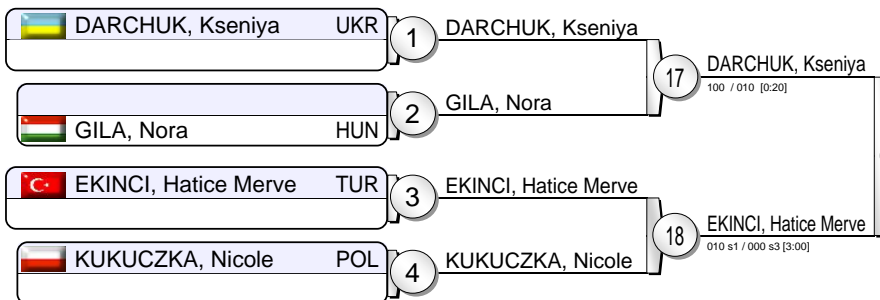 DARCHUK, Kseniya UKR 1 DARCHUK, Kseniya
17 DARCHUK, Kseniya
100 / 010 [0:20]
2 GILA, Nora
GILA, Nora HUN
EKINCI, Hatice Merve TUR 3 EKINCI, Hatice Merve
18 EKINCI, Hatice Merve
010 s1 / 000 s3 [3:00]
KUKUCZKA, Nicole POL 4 KUKUCZKA, Nicole